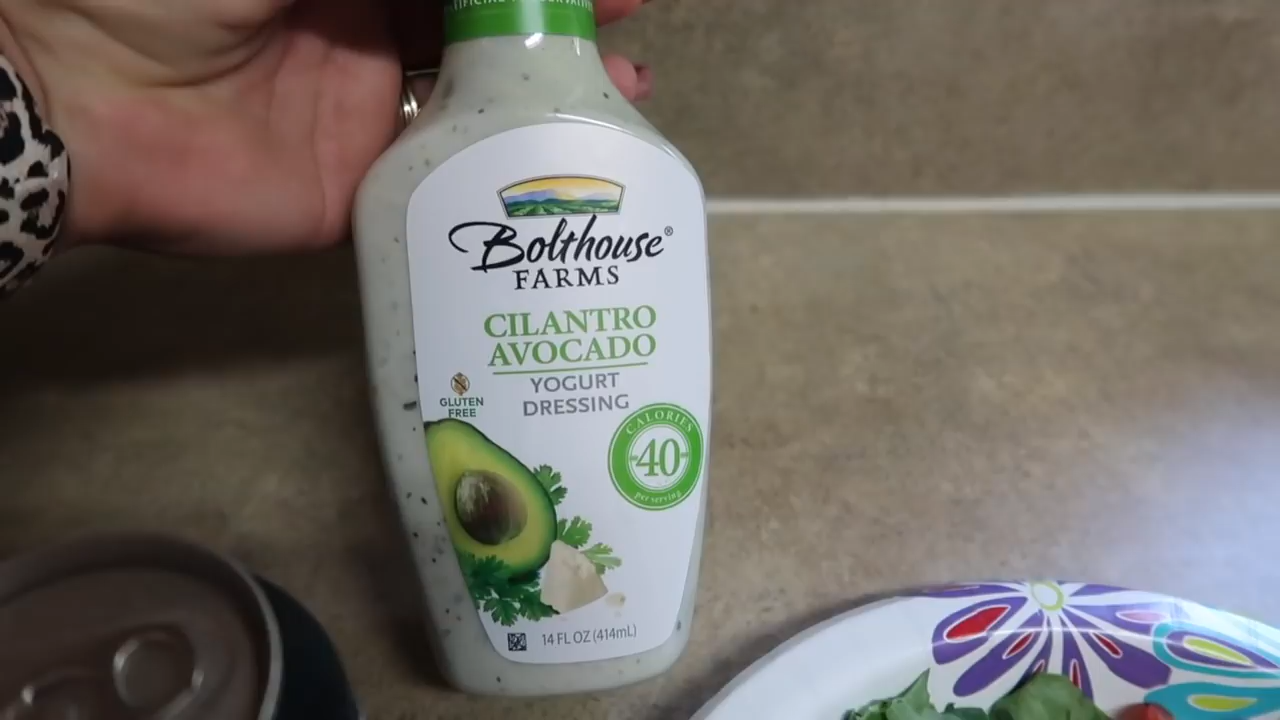 Bolthouse®
FARMS
CILANTRO
AVOCADO
YOGURT
DRESSING
GLUTEN
FREE
CALORIES
40
per serving
14 FL OZ (414mL)